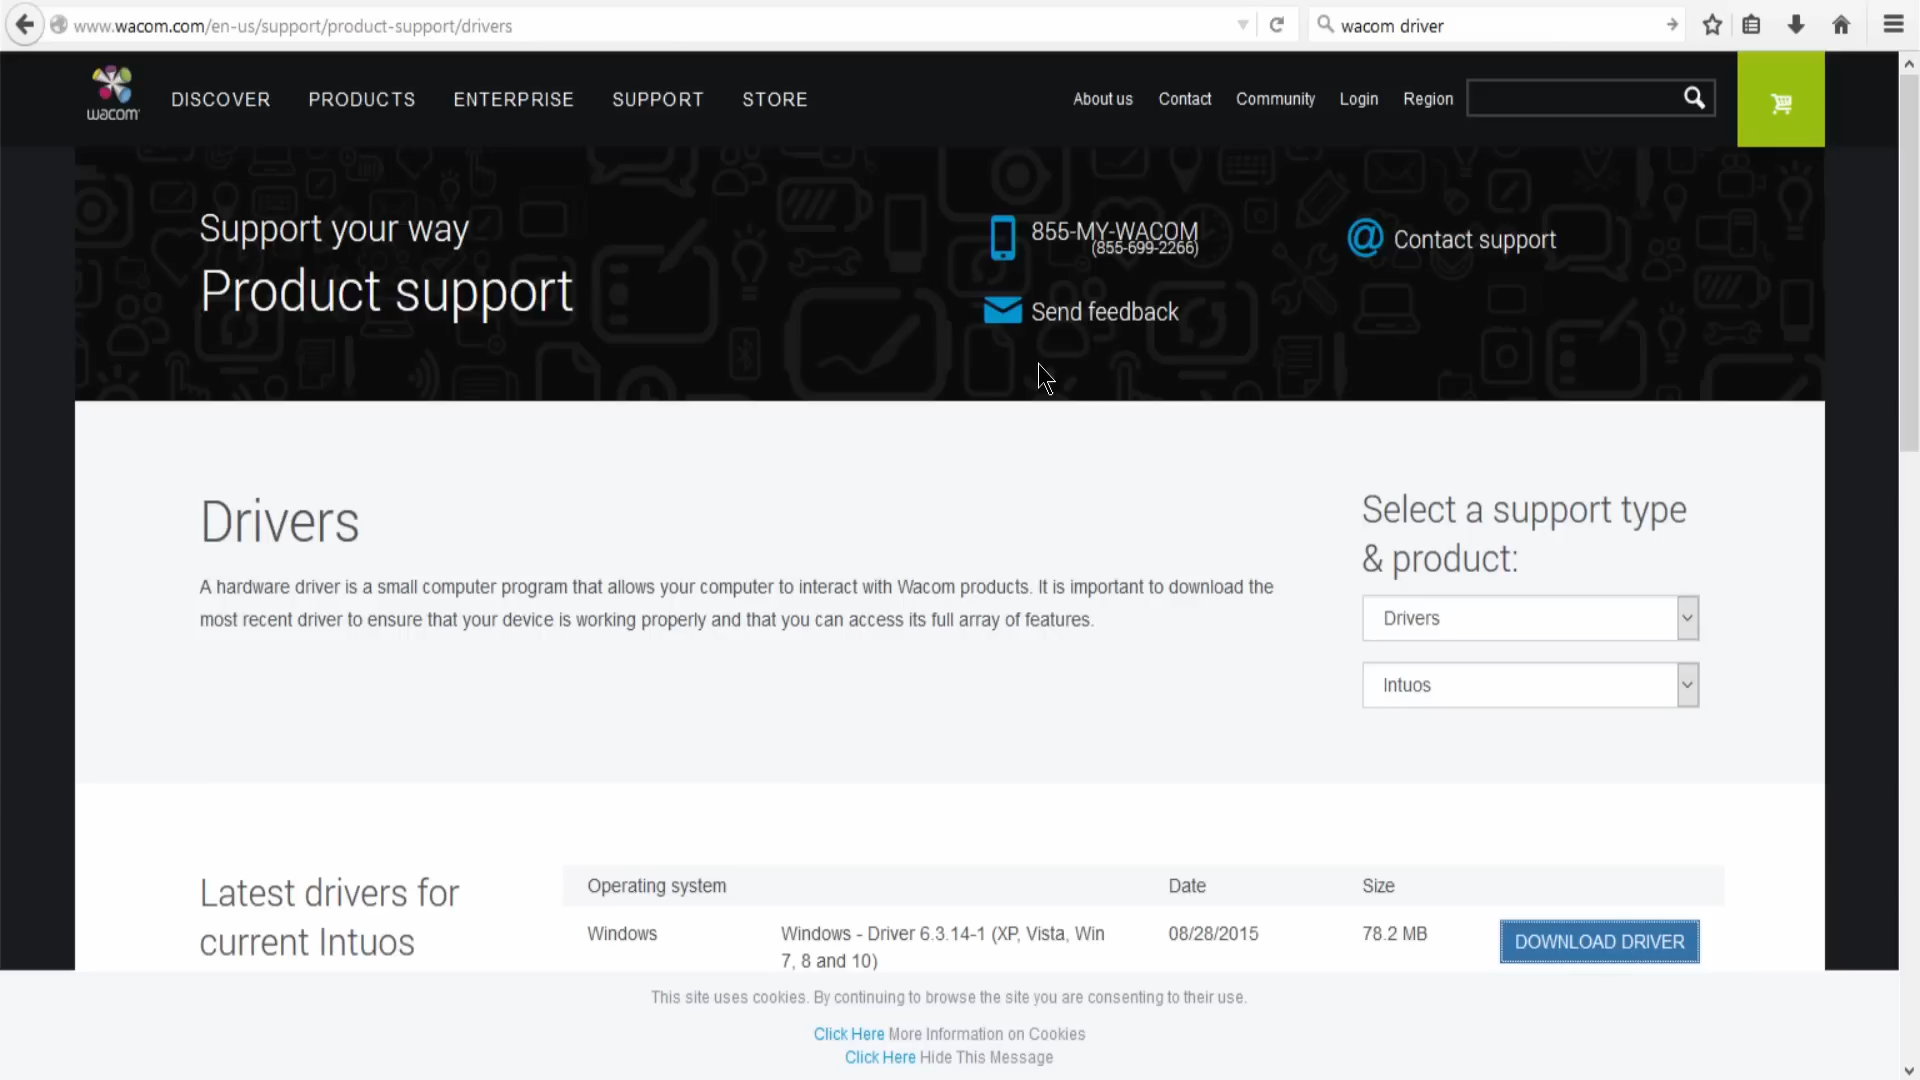 www.wacom.com/en-us/support/product-support/drivers
wacom driver
wacom
DISCOVER
PRODUCTS
ENTERPRISE
SUPPORT
STORE
About us
Contact
Community
Login
Region
Support your way
Product support
855-MY-WACOM
(855-699-2266)
Contact support
Send feedback
Drivers
A hardware driver is a small computer program that allows your computer to interact with Wacom products. It is important to download the
most recent driver to ensure that your device is working properly and that you can access its full array of features.
Select a support type
& product:
Drivers
Intuos
Latest drivers for
current Intuos
Operating system
Date
Size
Windows
Windows - Driver 6.3.14-1 (XP, Vista, Win
7, 8 and 10)
08/28/2015
78.2 MB
DOWNLOAD DRIVER
This site uses cookies. By continuing to browse the site you are consenting to their use.
Click Here More Information on Cookies
Click Here Hide This Message